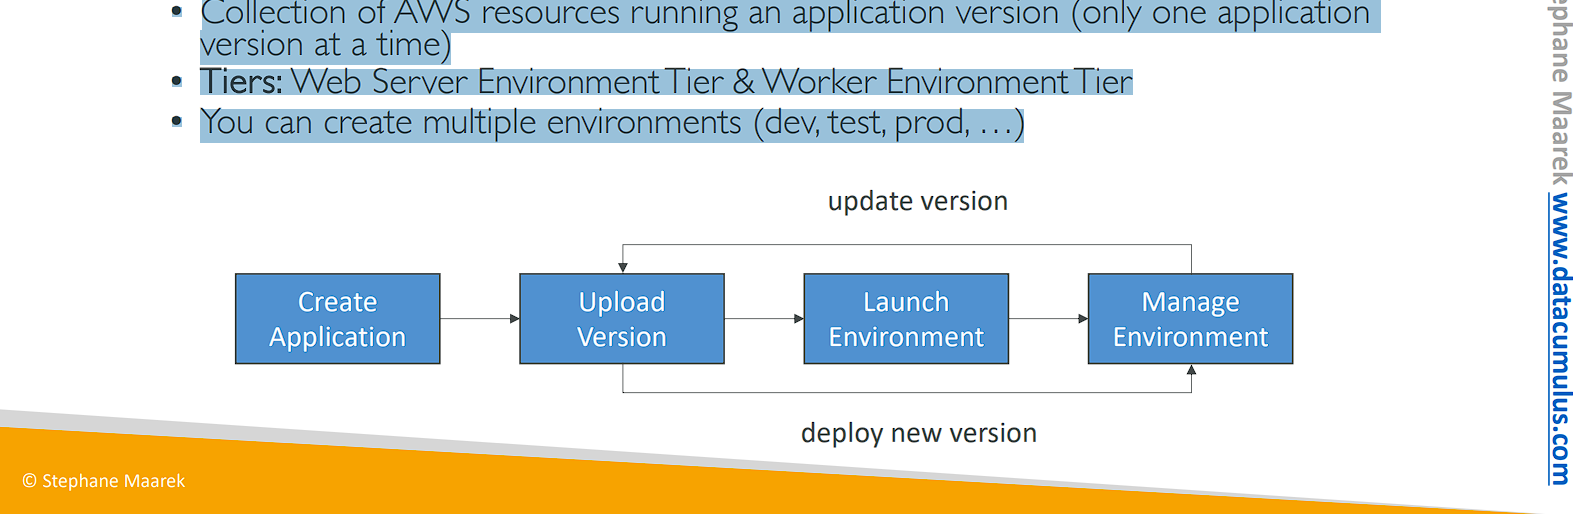 • Collection of AWS resources running an application version (only one application
version at a time)
• Tiers: Web Server Environment Tier & Worker Environment Tier
• You can create multiple environments (dev, test, prod, …)
update version
Create
Application
Upload
Version
Launch
Environment
Manage
Environment
deploy new version
© Stephane Maarek
ephane Maarek www.datacumulus.com